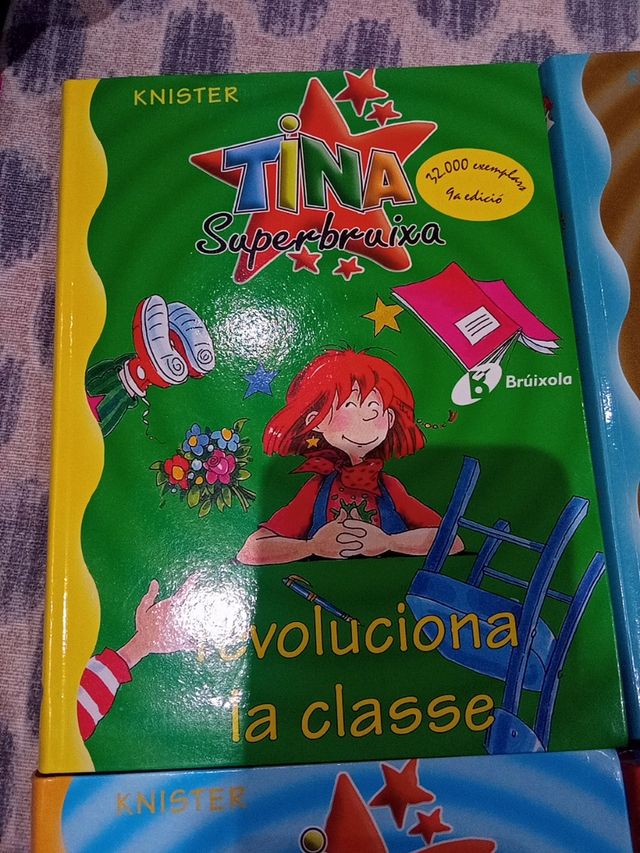 KNISTER
TINA
Superbruixa
32.000 exemplars
9a edició
Brúixola
revoluciona
la classe
KNISTER